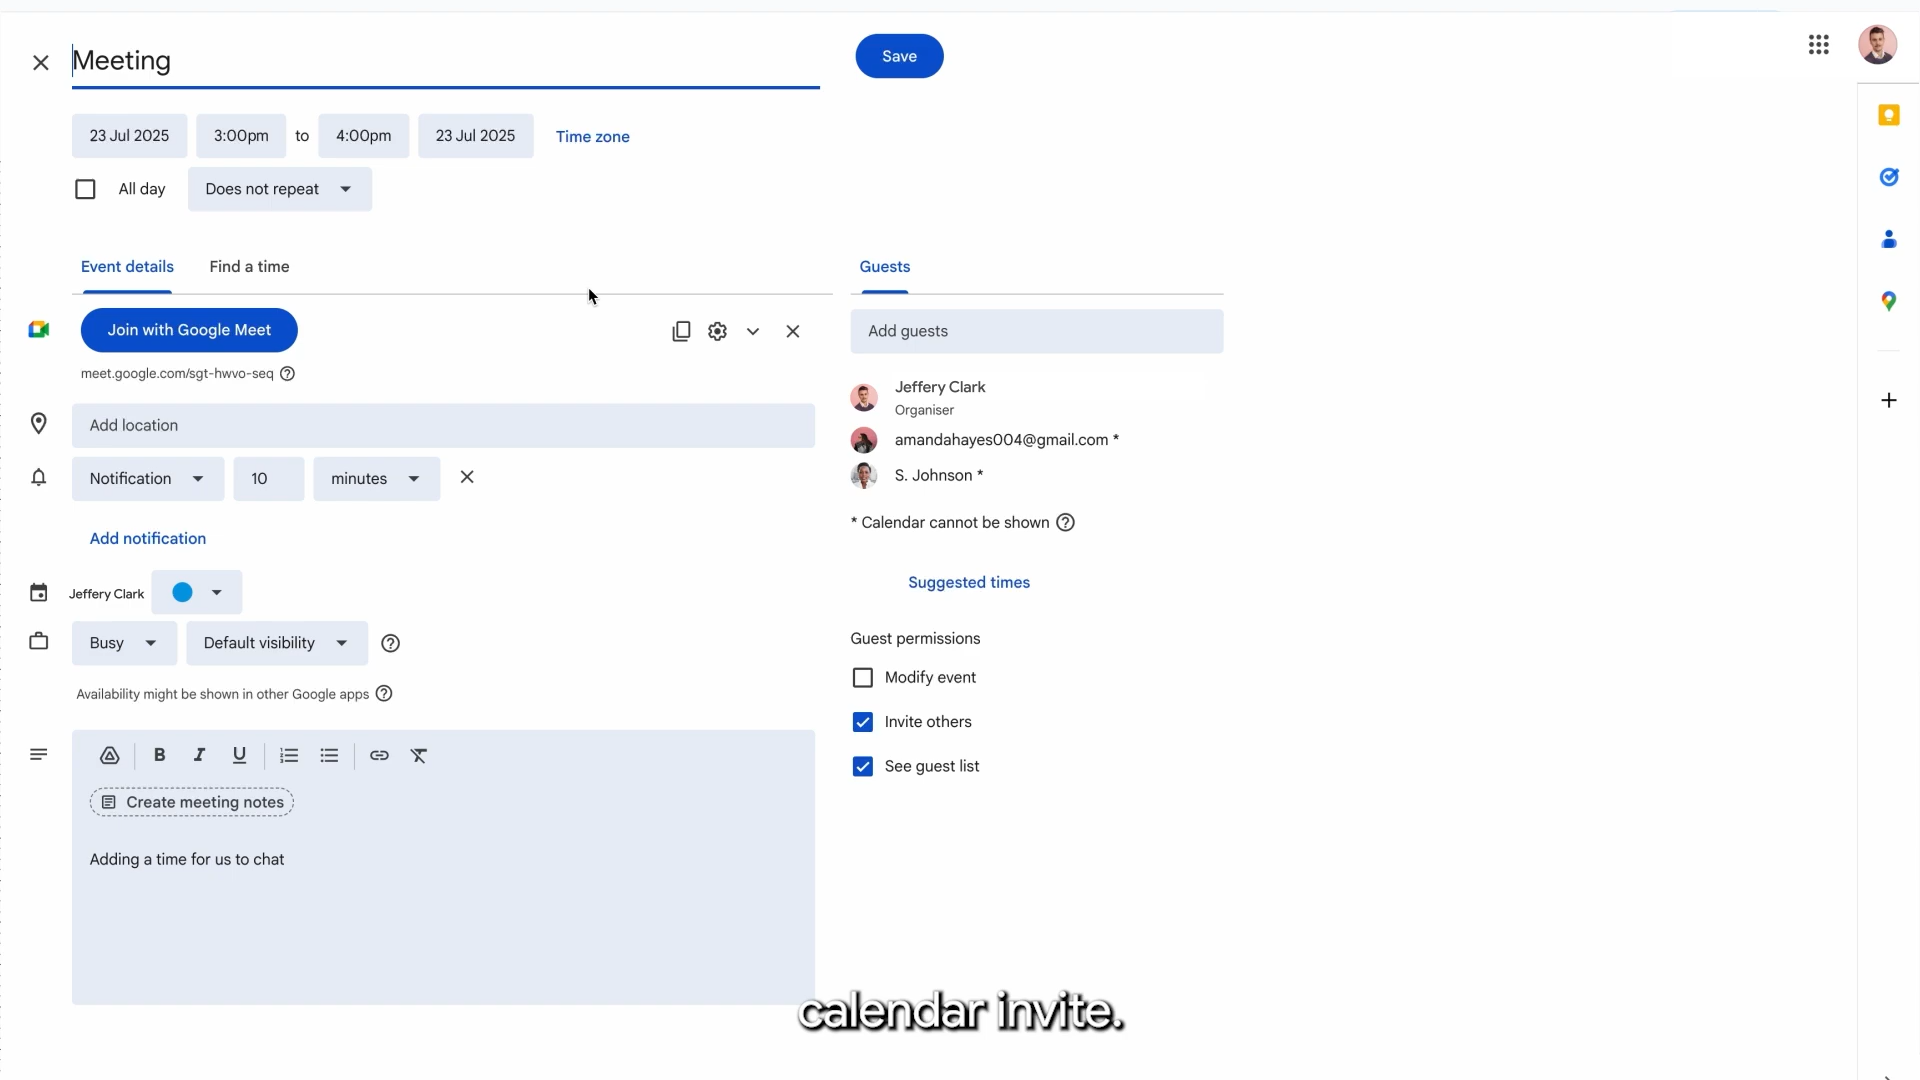 Meeting
Save
23 Jul 2025 3:00pm to 4:00pm 23 Jul 2025 Time zone
All day Does not repeat
Event details Find a time
Guests
Join with Google Meet
meet.google.com/sgt-hwvo-seq
Add location
Notification 10 minutes
Add notification
Jeffery Clark
Busy Default visibility
Availability might be shown in other Google apps
B I U
Create meeting notes
Adding a time for us to chat
Add guests
Jeffery Clark
Organiser
amandahayes004@gmail.com *
S. Johnson *
* Calendar cannot be shown
Suggested times
Guest permissions
Modify event
Invite others
See guest list
calendar invite.